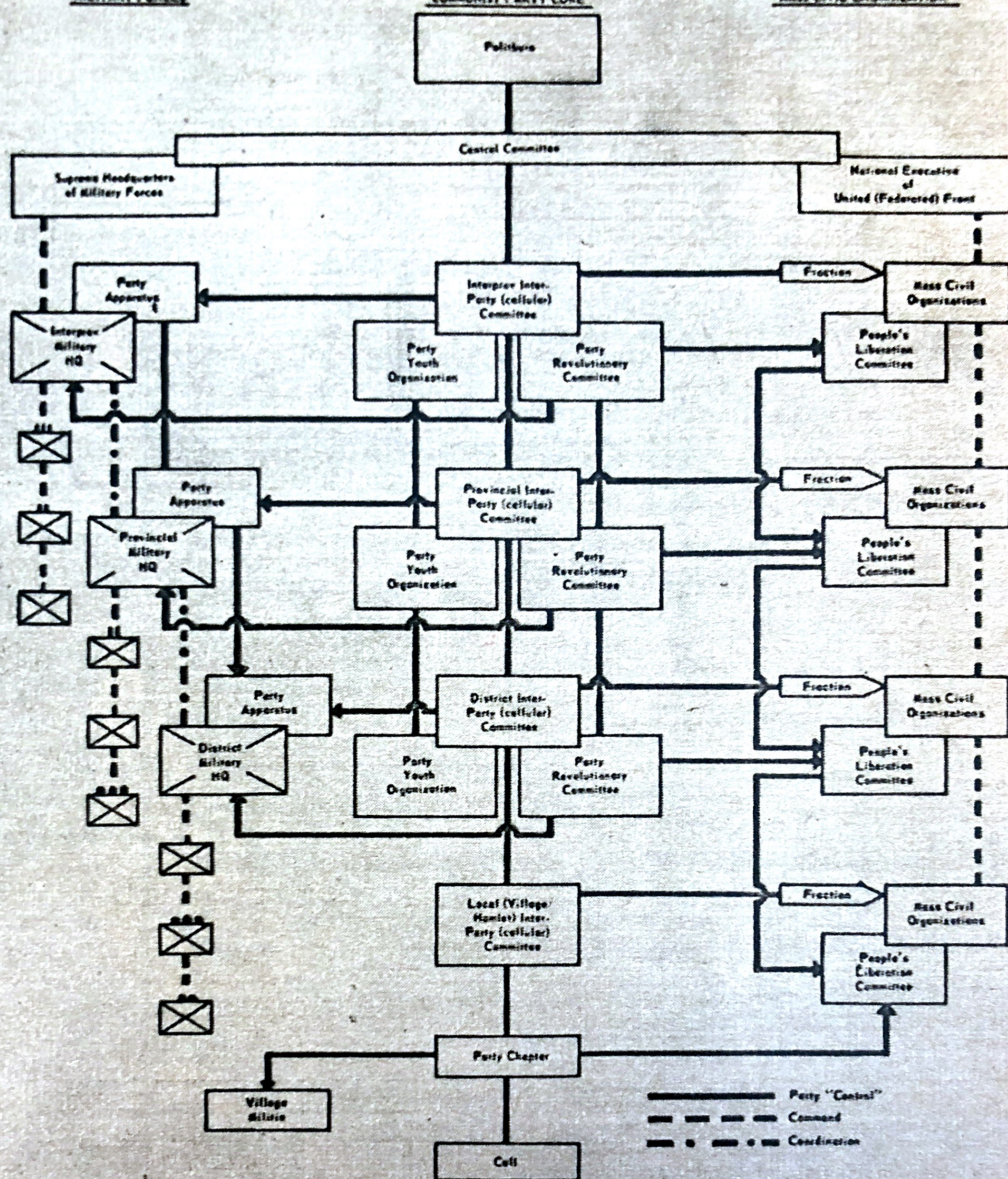 COMMUNIST PARTY CORE
Politburo
Central Committee
Supreme Headquarters
of Military Forces
National Executive
of
United (Federated) Front
Party
Apparatus
Interprov Inter-
Party (cellular)
Committee
Fraction
Mass Civil
Organizations
Interprov
Military
HQ
Party
Youth
Organization
Party
Revolutionary
Committee
People's
Liberation
Committee
Party
Apparatus
Provincial Inter-
Party (cellular)
Committee
Fraction
Mass Civil
Organizations
Provincial
Military
HQ
Party
Youth
Organization
Party
Revolutionary
Committee
People's
Liberation
Committee
Party
Apparatus
District Inter-
Party (cellular)
Committee
Fraction
Mass Civil
Organizations
District
Military
HQ
Party
Youth
Organization
Party
Revolutionary
Committee
People's
Liberation
Committee
Local (Village
Hamlet) Inter-
Party (cellular)
Committee
Fraction
Mass Civil
Organizations
People's
Liberation
Committee
Party Chapter
Village
Militia
Cell
Party "Control"
Command
Coordination